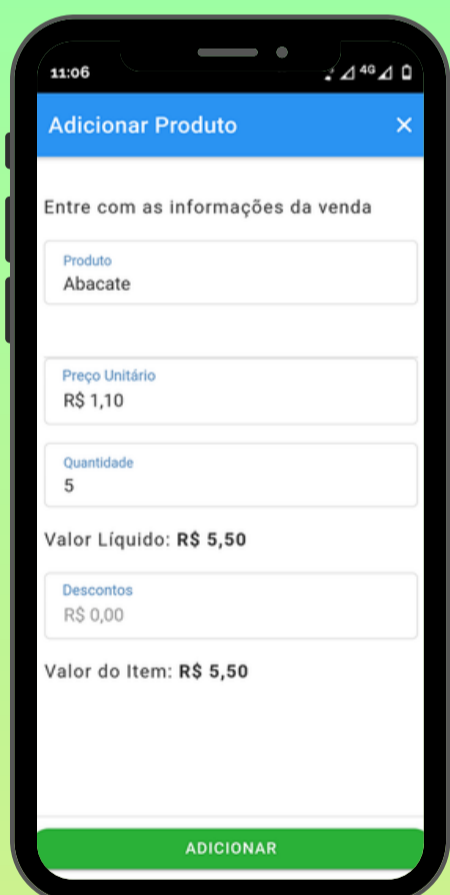 11:06 4G
Adicionar Produto ×
Entre com as informações da venda
Produto
Abacate
Preço Unitário
R$ 1,10
Quantidade
5
Valor Líquido: R$ 5,50
Descontos
R$ 0,00
Valor do Item: R$ 5,50
ADICIONAR